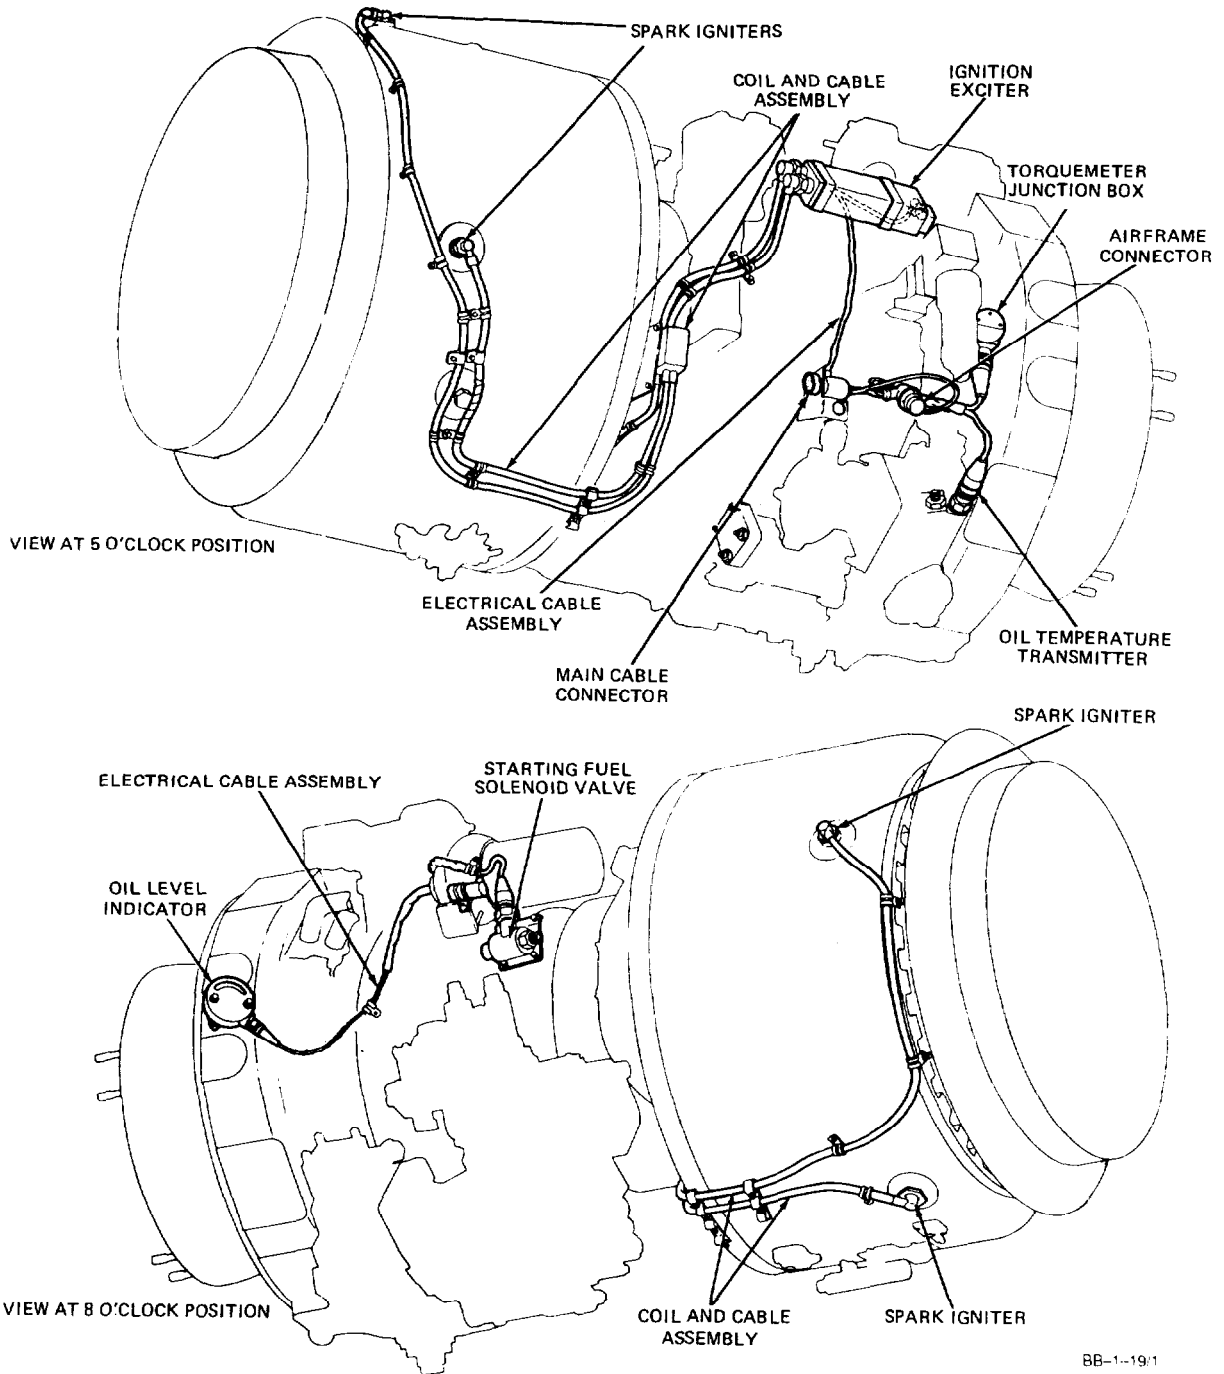 SPARK IGNITERS
COIL AND CABLE
ASSEMBLY
IGNITION
EXCITER
TORQUEMETER
JUNCTION BOX
AIRFRAME
CONNECTOR
VIEW AT 5 O'CLOCK POSITION
ELECTRICAL CABLE
ASSEMBLY
MAIN CABLE
CONNECTOR
OIL TEMPERATURE
TRANSMITTER
SPARK IGNITER
ELECTRICAL CABLE ASSEMBLY
STARTING FUEL
SOLENOID VALVE
OIL LEVEL
INDICATOR
VIEW AT 8 O'CLOCK POSITION
COIL AND CABLE
ASSEMBLY
SPARK IGNITER
BB-1-19/1